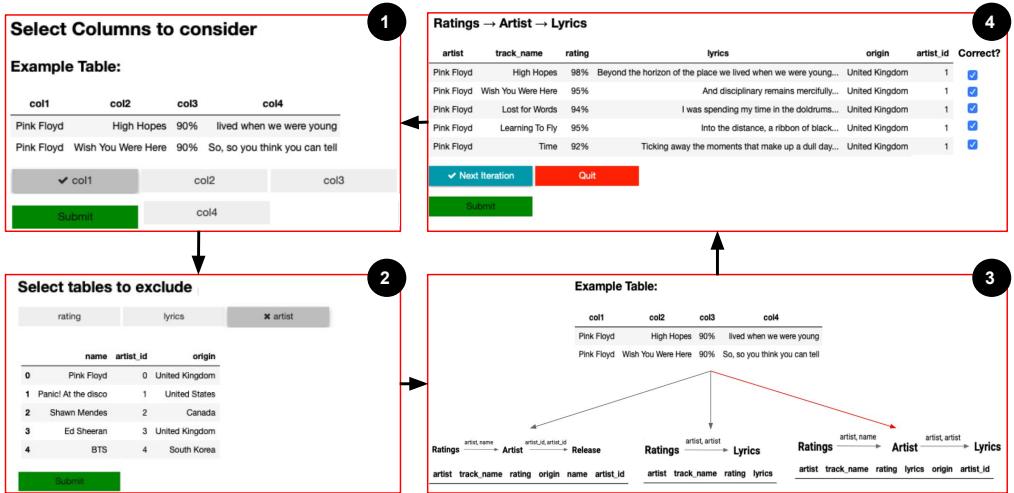 1
Select Columns to consider
Example Table:
col1 col2 col3 col4
Pink Floyd High Hopes 90% lived when we were young
Pink Floyd Wish You Were Here 90% So, so you think you can tell
✔ col1 col2 col3
Submit col4
2
Select tables to exclude
rating lyrics ✖ artist
name artist_id origin
0 Pink Floyd 0 United Kingdom
1 Panic! At the disco 1 United States
2 Shawn Mendes 2 Canada
3 Ed Sheeran 3 United Kingdom
4 BTS 4 South Korea
Submit
3
Example Table:
col1 col2 col3 col4
Pink Floyd High Hopes 90% lived when we were young
Pink Floyd Wish You Were Here 90% So, so you think you can tell
Ratings artist, name Artist artist_id, artist_id Release
artist track_name rating origin name artist_id
Ratings artist, artist Lyrics
artist track_name rating lyrics
Ratings artist, name Artist artist, artist Lyrics
artist track_name rating lyrics origin artist_id
4
Ratings → Artist → Lyrics
artist track_name rating lyrics origin artist_id Correct?
Pink Floyd High Hopes 98% Beyond the horizon of the place we lived when we were young... United Kingdom 1
Pink Floyd Wish You Were Here 95% And disciplinary remains mercifully... United Kingdom 1
Pink Floyd Lost for Words 94% I was spending my time in the doldrums... United Kingdom 1
Pink Floyd Learning To Fly 95% Into the distance, a ribbon of black... United Kingdom 1
Pink Floyd Time 92% Ticking away the moments that make up a dull day... United Kingdom 1
✔ Next Iteration Quit
Submit